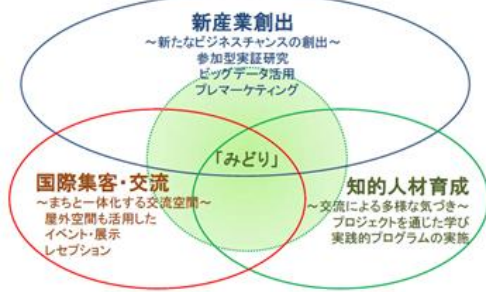 新産業創出
～新たなビジネスチャンスの創出～
参加型実証研究
ビッグデータ活用
プレマーケティング
「みどり」
国際集客・交流
～まちと一体化する交流空間～
屋外空間も活用した
イベント・展示
レセプション
知的人材育成
～交流による多様な気づき～
プロジェクトを通じた学び
実践的プログラムの実施